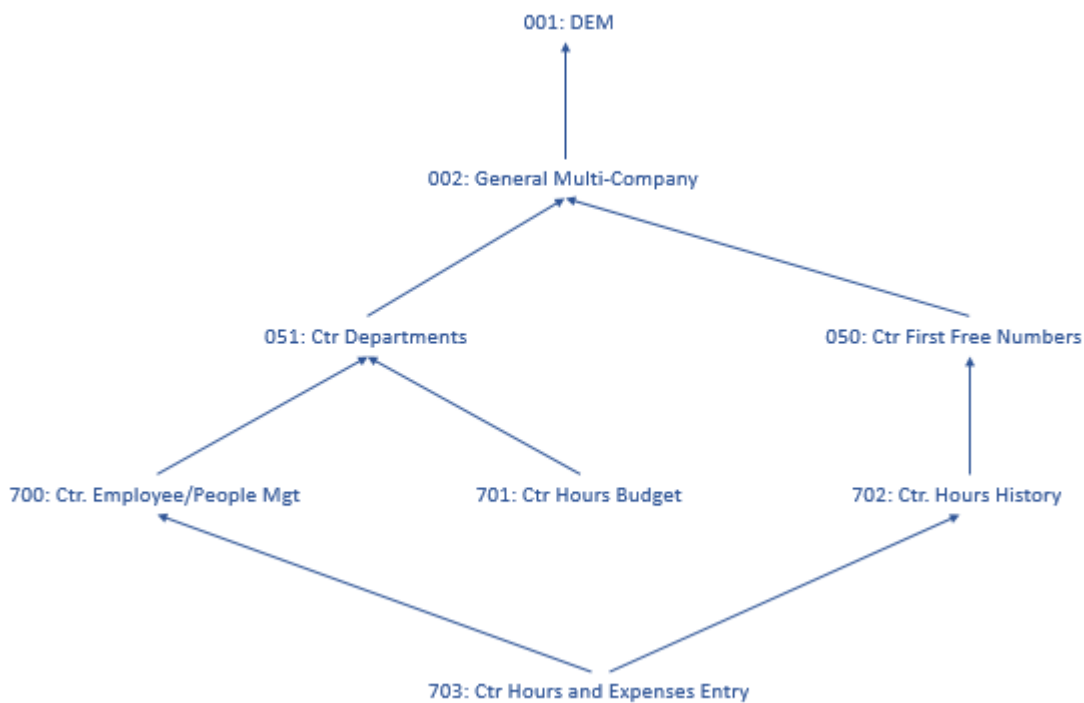 001: DEM
002: General Multi-Company
051: Ctr Departments
050: Ctr First Free Numbers
700: Ctr. Employee/People Mgt
701: Ctr Hours Budget
702: Ctr. Hours History
703: Ctr Hours and Expenses Entry